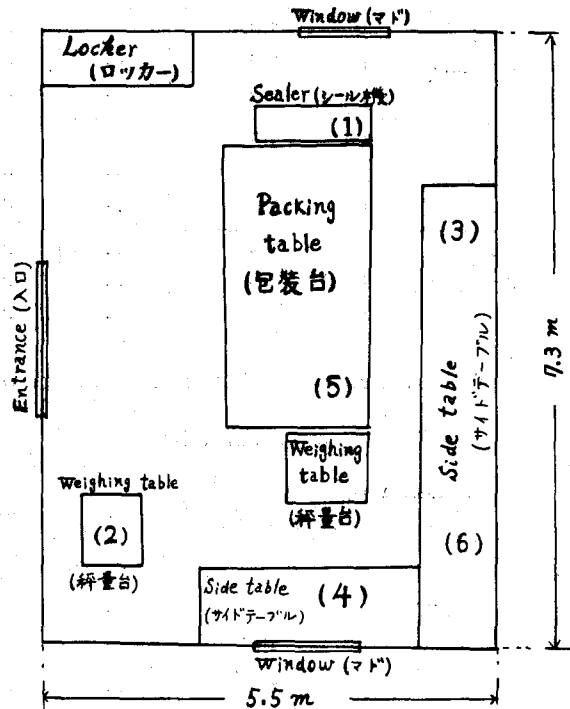 Window (マド)
Locker
(ロッカー)
Sealer (シール機)
(1)
Packing
table
(包装台)
(3)
Entrance (入口)
7.3 m
Side table
(サイドテーブル)
(5)
Weighing
table
(秤量台)
Weighing table
(2)
(秤量台)
(6)
Side table
(サイドテーブル)
(4)
Window (マド)
5.5 m